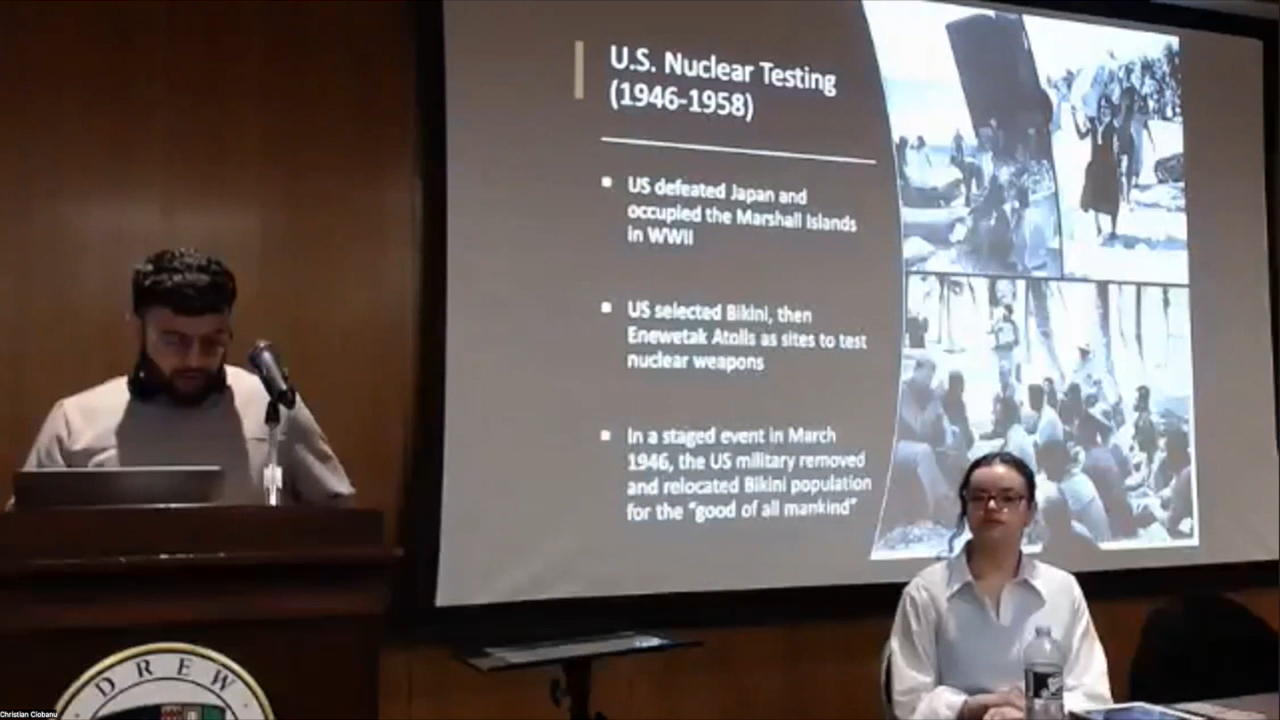 U.S. Nuclear Testing
(1946-1958)
▪ US defeated Japan and
occupied the Marshall Islands
in WWII
▪ US selected Bikini, then
Enewetak Atolls as sites to test
nuclear weapons
▪ In a staged event in March
1946, the US military removed
and relocated Bikini population
for the "good of all mankind"
DREW
Christian Ciobanu